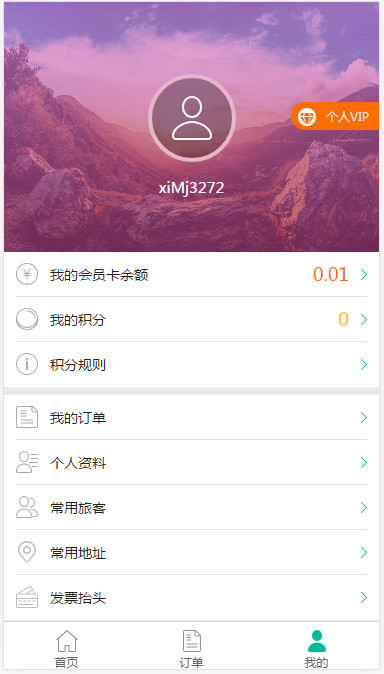 个人VIP
xiMj3272
我的会员卡余额 0.01
我的积分 0
积分规则
我的订单
个人资料
常用旅客
常用地址
发票抬头
首页 订单 我的